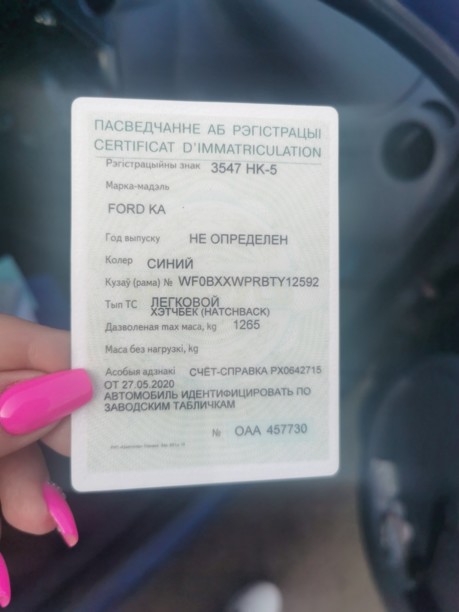 ПАСВЕДЧАННЕ АБ РЭГІСТРАЦЫІ
CERTIFICAT D'IMMATRICULATION
Рэгістрацыйны знак 3547 НК-5
Марка-мадэль
FORD KA
Год выпуску НЕ ОПРЕДЕЛЕН
Колер СИНИЙ
Кузаў (рама) № WF0BXXWPRBTY12592
Тып ТС ЛЕГКОВОЙ
ХЭТЧБЕК (HATCHBACK)
Дазволеная max маса, kg 1265
Маса без нагрузкі, kg
Асобыя адзнакі СЧЁТ-СПРАВКА РХ0642715
ОТ 27.05.2020
АВТОМОБИЛЬ ИДЕНТИФИЦИРОВАТЬ ПО
ЗАВОДСКИМ ТАБЛИЧКАМ
№ ОАА 457730